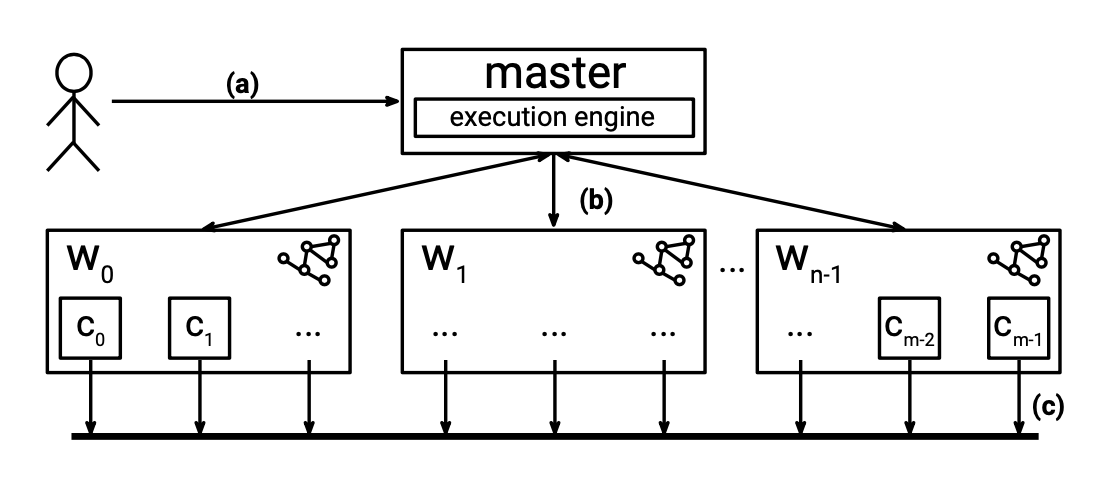 (a)
master
execution engine
(b)
W0
W1
...
Wn-1
C0
C1
...
...
...
...
...
Cm-2
Cm-1
(c)